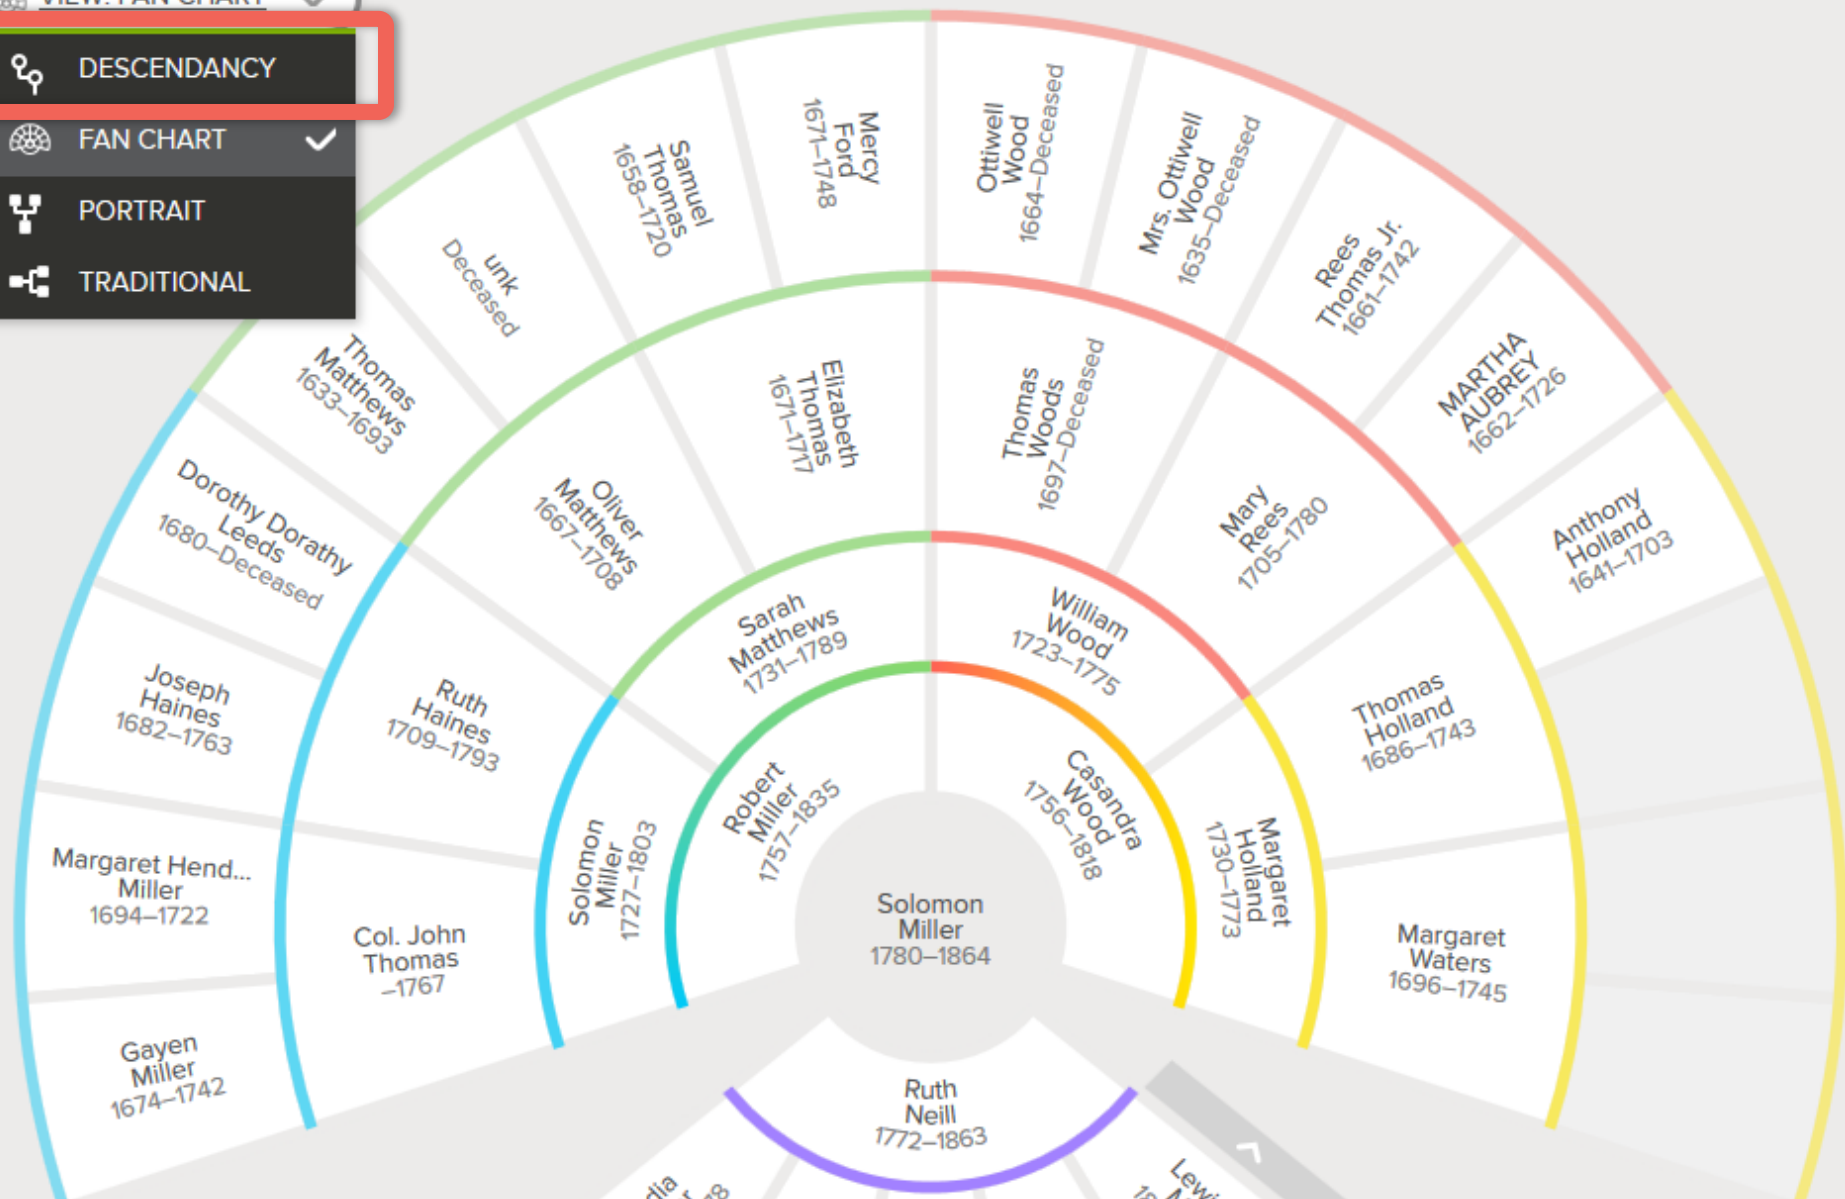 VIEW: FAN CHART
DESCENDANCY
FAN CHART
PORTRAIT
TRADITIONAL
Gayen
Miller
1674–1742
Margaret Hend...
Miller
1694–1722
Joseph
Haines
1682–1763
Dorothy Dorathy
Leeds
1680–Deceased
Thomas
Matthews
1633–1693
unk
Deceased
Samuel
Thomas
1658–1720
Mercy
Ford
1671–1748
Ottiwell
Wood
1664–Deceased
Mrs. Ottiwell
Wood
1635–Deceased
Rees
Thomas Jr.
1661–1742
MARTHA
AUBREY
1662–1726
Anthony
Holland
1641–1703
Col. John
Thomas
–1767
Ruth
Haines
1709–1793
Oliver
Matthews
1667–1708
Elizabeth
Thomas
1671–1717
Thomas
Woods
1697–Deceased
Mary
Rees
1705–1780
Thomas
Holland
1686–1743
Margaret
Waters
1696–1745
Solomon
Miller
1727–1803
Sarah
Matthews
1731–1789
William
Wood
1723–1775
Margaret
Holland
1730–1773
Robert
Miller
1757–1835
Casandra
Wood
1756–1818
Solomon
Miller
1780–1864
Ruth
Neill
1772–1863